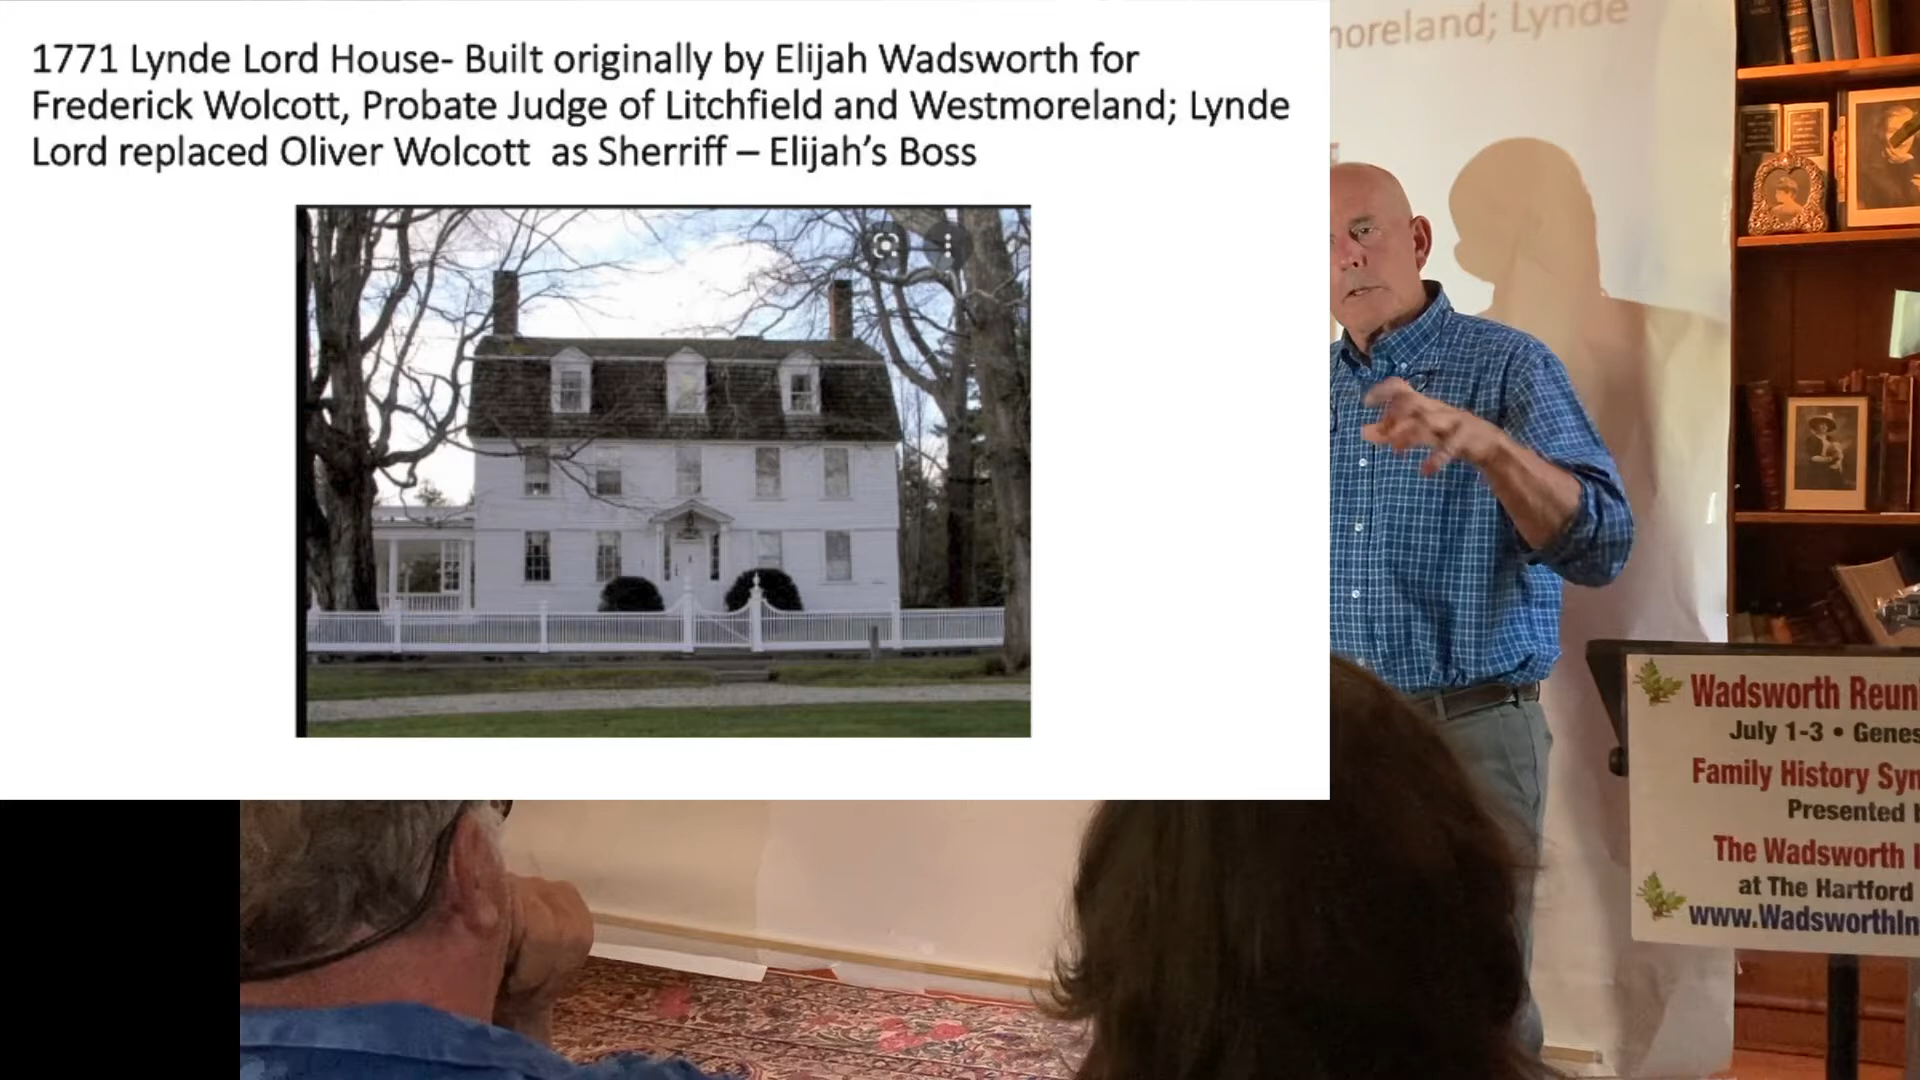 1771 Lynde Lord House- Built originally by Elijah Wadsworth for
Frederick Wolcott, Probate Judge of Litchfield and Westmoreland; Lynde
Lord replaced Oliver Wolcott  as Sherriff – Elijah’s Boss
moreland; Lynde
Wadsworth Reun
July 1-3 • Genes
Family History Syn
Presented
The Wadsworth
at The Hartford
www.WadsworthIn